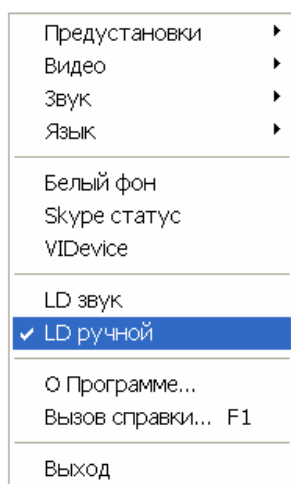 Предустановки
Видео
Звук
Язык
Белый фон
Skype статус
VIDevice
LD звук
LD ручной
О Программе...
Вызов справки... F1
Выход